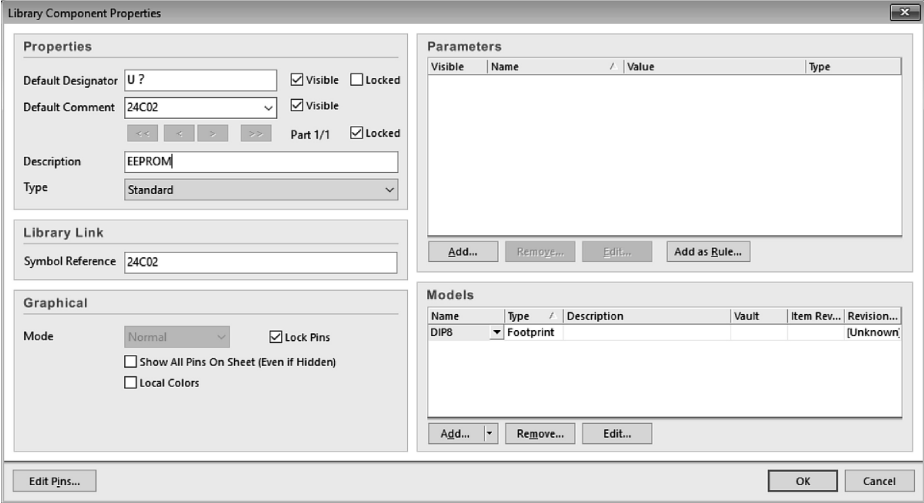 Library Component Properties
Properties
Default Designator U ? Visible Locked
Default Comment 24C02 Visible
<< < > >> Part 1/1 Locked
Description EEPROM
Type Standard
Library Link
Symbol Reference 24C02
Graphical
Mode Normal Lock Pins
Show All Pins On Sheet (Even if Hidden)
Local Colors
Parameters
Visible Name Value Type
Add... Remove... Edit... Add as Rule...
Models
Name Type Description Vault Item Rev... Revision...
DIP8 Footprint [Unknown]
Add... Remove... Edit...
Edit Pins... OK Cancel